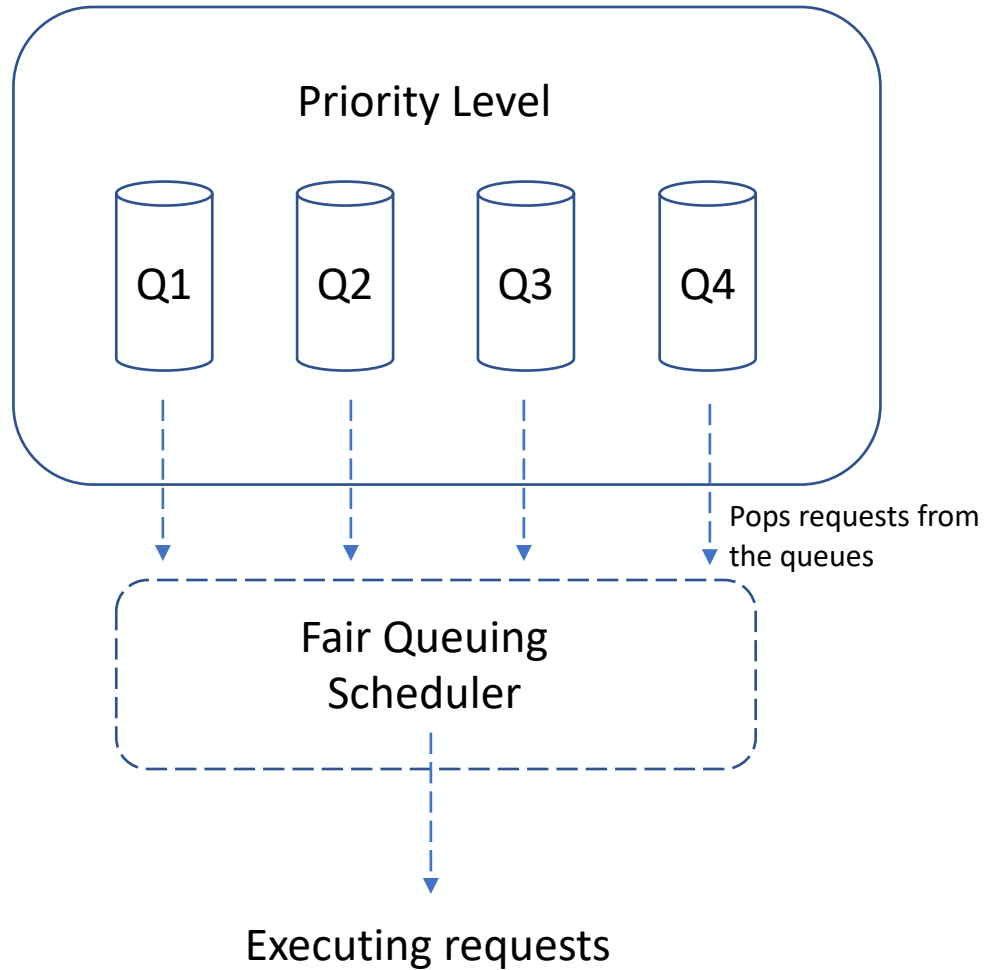 Priority Level
Q1
Q2
Q3
Q4
Pops requests from
the queues
Fair Queuing
Scheduler
Executing requests